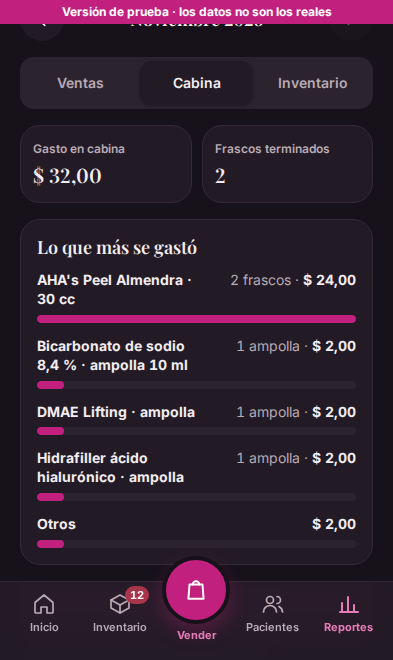 Versión de prueba · los datos no son los reales
Noviembre 2026
Ventas
Cabina
Inventario
Gasto en cabina
$ 32,00
Frascos terminados
2
Lo que más se gastó
AHA's Peel Almendra ·
30 cc
2 frascos · $ 24,00
Bicarbonato de sodio
8,4 % · ampolla 10 ml
1 ampolla · $ 2,00
DMAE Lifting · ampolla
1 ampolla · $ 2,00
Hidrafiller ácido
hialurónico · ampolla
1 ampolla · $ 2,00
Otros
$ 2,00
12
Inicio
Inventario
Vender
Pacientes
Reportes